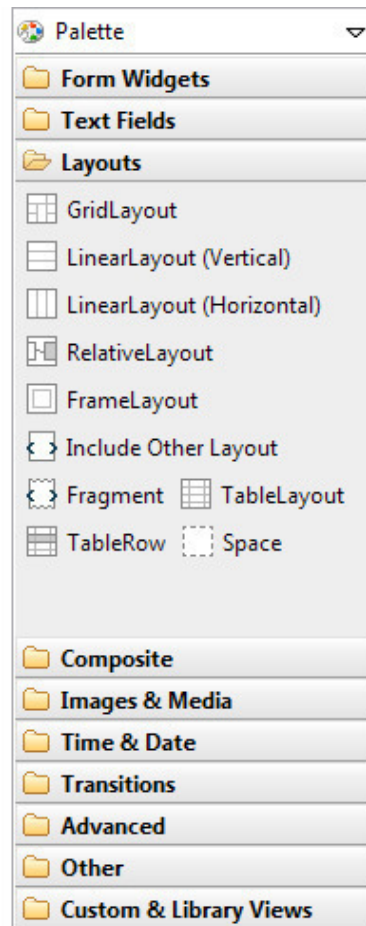 Palette
Form Widgets
Text Fields
Layouts
GridLayout
LinearLayout (Vertical)
LinearLayout (Horizontal)
RelativeLayout
FrameLayout
Include Other Layout
Fragment TableLayout
TableRow Space
Composite
Images & Media
Time & Date
Transitions
Advanced
Other
Custom & Library Views